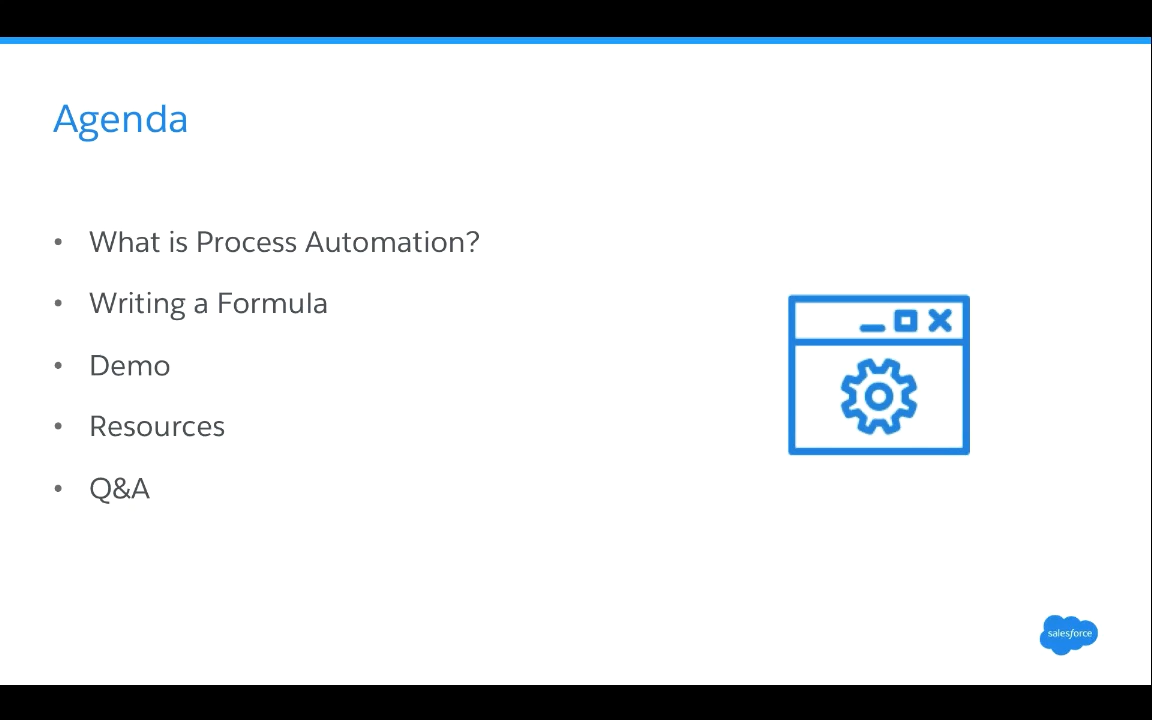 Agenda
• What is Process Automation?
• Writing a Formula
• Demo
• Resources
• Q&A
salesforce